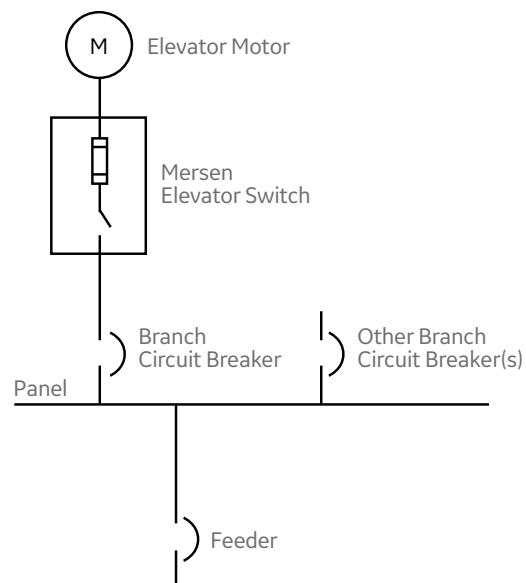 M
Elevator Motor
Mersen
Elevator Switch
Branch
Circuit Breaker
Other Branch
Circuit Breaker(s)
Panel
Feeder